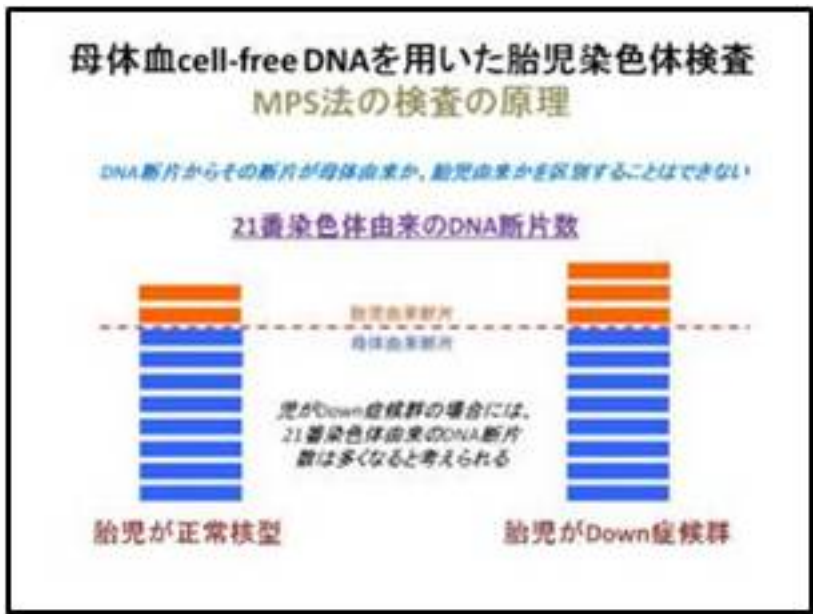 母体血cell-free DNAを用いた胎児染色体検査
MPS法の検査の原理
DNA断片からその断片が母体由来か、胎児由来かを区別することはできない
21番染色体由来のDNA断片数
胎児由来断片
母体由来断片
児がDown症候群の場合には、
21番染色体由来のDNA断片
数は多くなると考えられる
胎児が正常核型
胎児がDown症候群